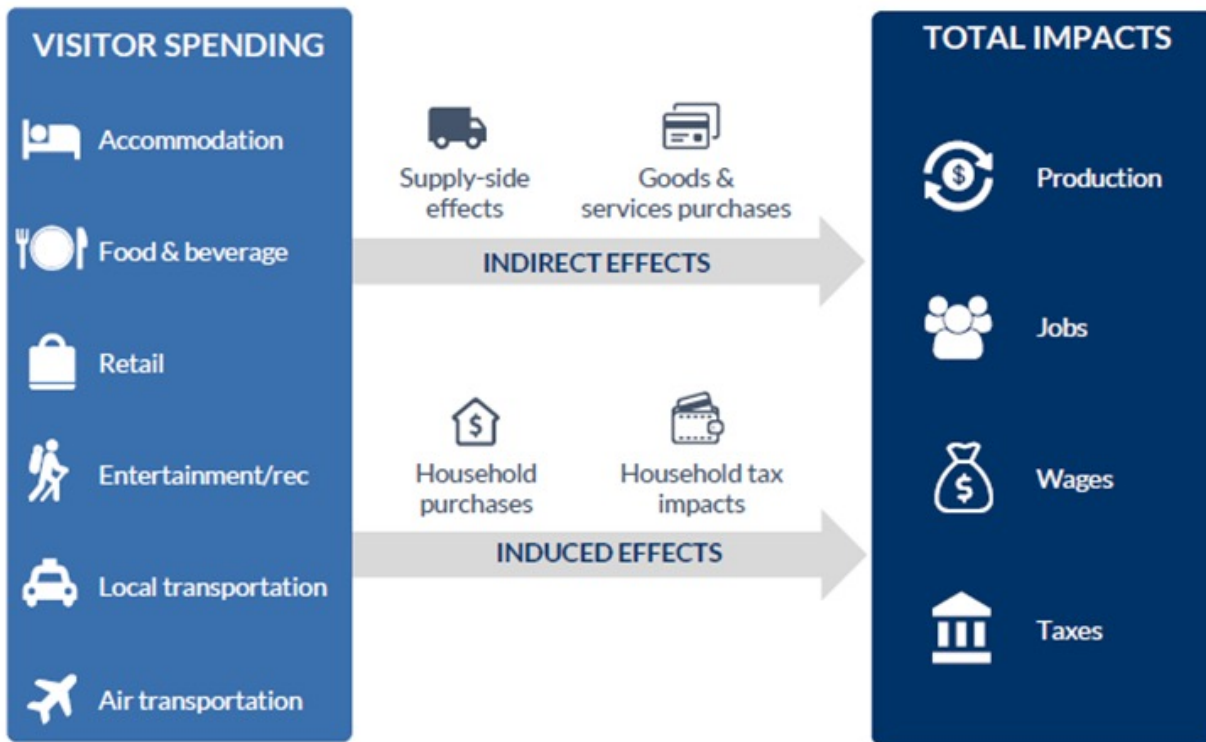 VISITOR SPENDING
Accommodation
Food & beverage
Retail
Entertainment/rec
Local transportation
Air transportation
Supply-side
effects
Goods &
services purchases
INDIRECT EFFECTS
Household
purchases
Household tax
impacts
INDUCED EFFECTS
TOTAL IMPACTS
Production
Jobs
Wages
Taxes